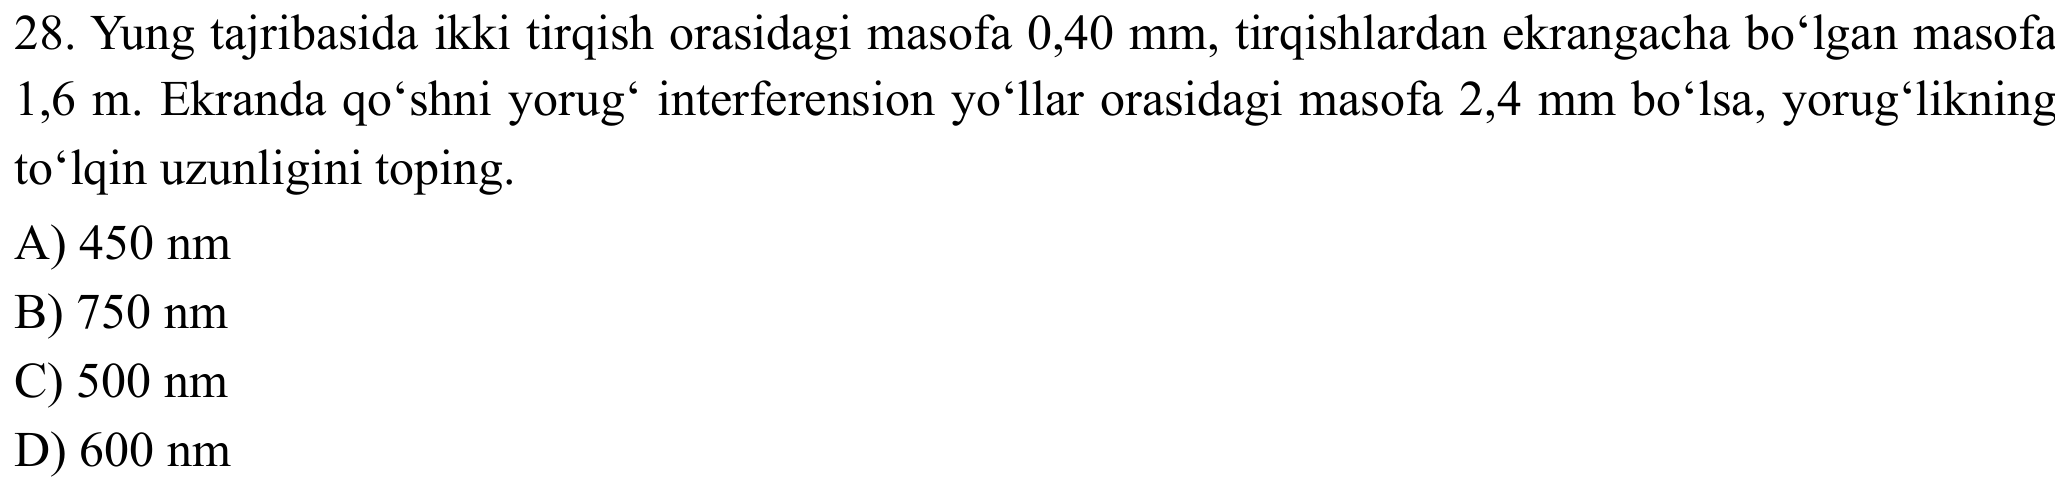 28. Yung tajribasida ikki tirqish orasidagi masofa 0,40 mm, tirqishlardan ekrangacha bo‘lgan masofa
1,6 m. Ekranda qo‘shni yorug‘ interferension yo‘llar orasidagi masofa 2,4 mm bo‘lsa, yorug‘likning
to‘lqin uzunligini toping.
A) 450 nm
B) 750 nm
C) 500 nm
D) 600 nm